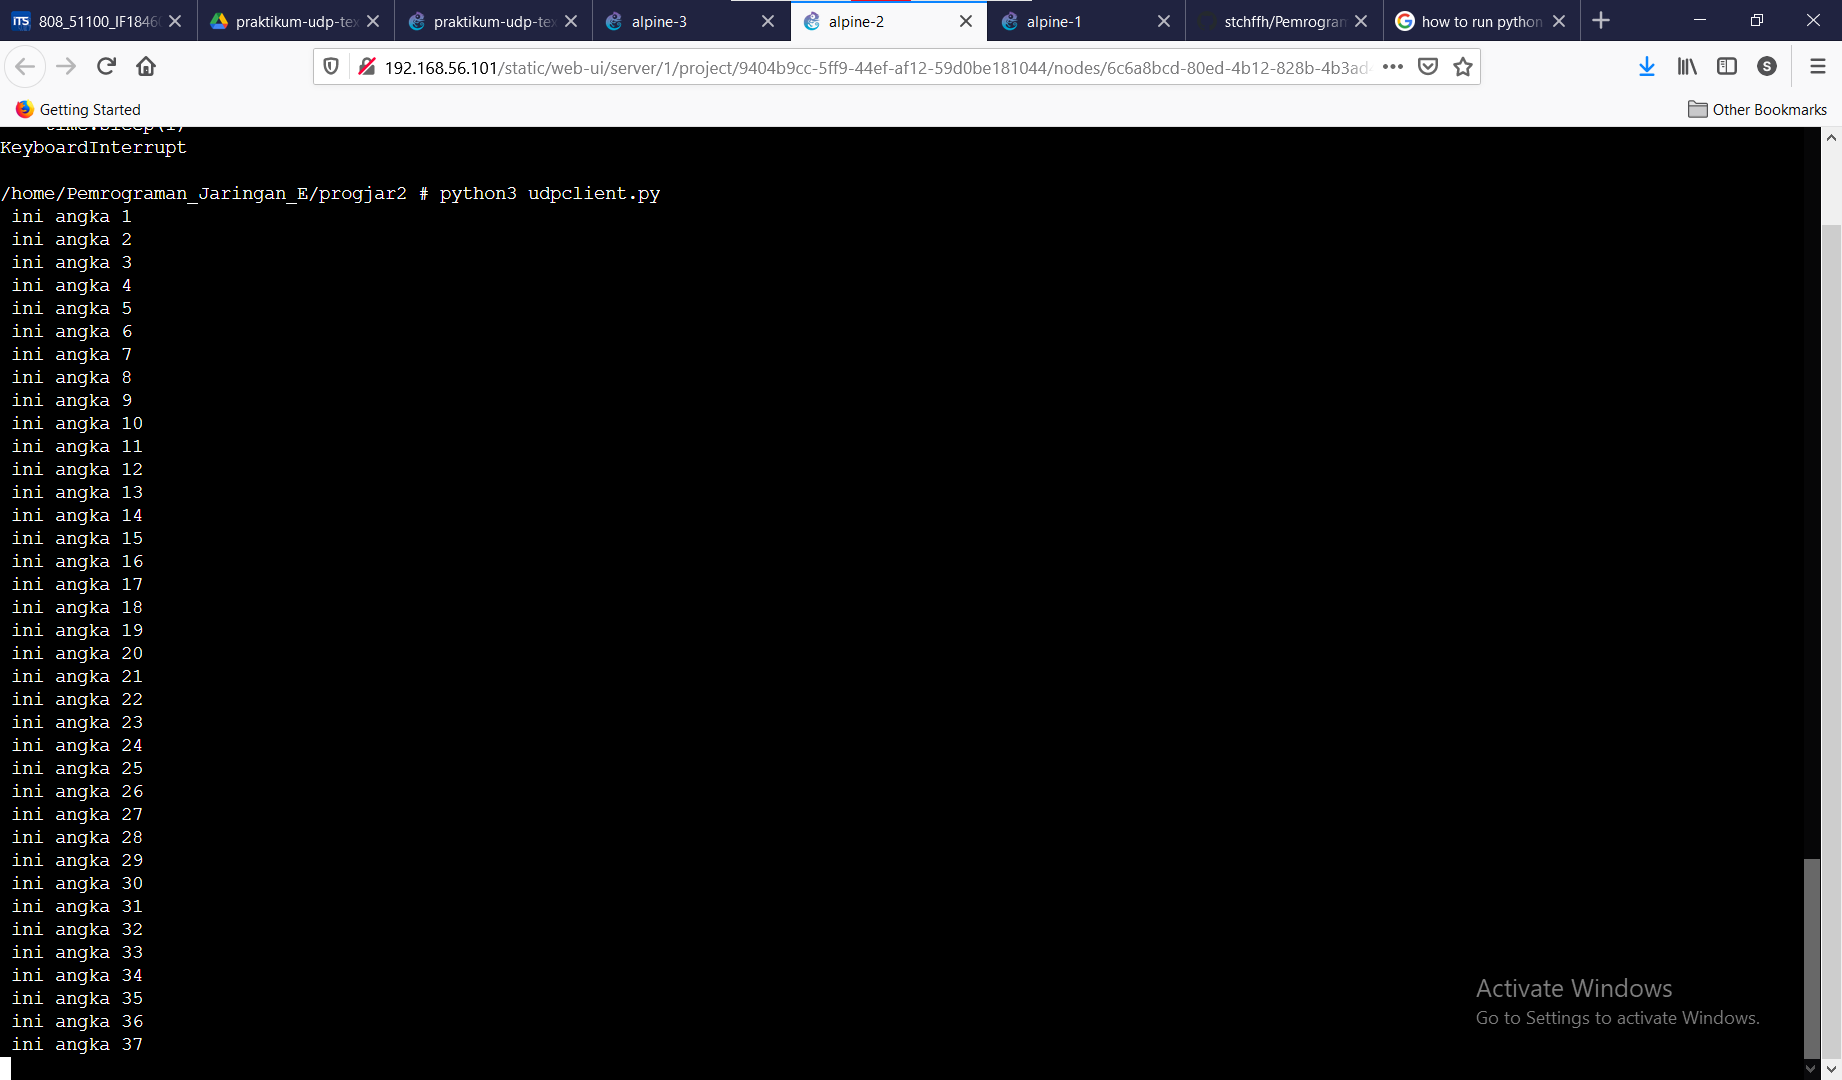 ITS 808_51100_IF1846
praktikum-udp-tex
praktikum-udp-tex
alpine-3
alpine-2
alpine-1
stchffh/Pemrogram
how to run python
192.168.56.101/static/web-ui/server/1/project/9404b9cc-5ff9-44ef-af12-59d0be181044/nodes/6c6a8bcd-80ed-4b12-828b-4b3ad
S
Getting Started
Other Bookmarks
time.sleep(1)
KeyboardInterrupt
/home/Pemrograman_Jaringan_E/progjar2 # python3 udpclient.py
ini angka 1
ini angka 2
ini angka 3
ini angka 4
ini angka 5
ini angka 6
ini angka 7
ini angka 8
ini angka 9
ini angka 10
ini angka 11
ini angka 12
ini angka 13
ini angka 14
ini angka 15
ini angka 16
ini angka 17
ini angka 18
ini angka 19
ini angka 20
ini angka 21
ini angka 22
ini angka 23
ini angka 24
ini angka 25
ini angka 26
ini angka 27
ini angka 28
ini angka 29
ini angka 30
ini angka 31
ini angka 32
ini angka 33
ini angka 34
ini angka 35
ini angka 36
ini angka 37
Activate Windows
Go to Settings to activate Windows.